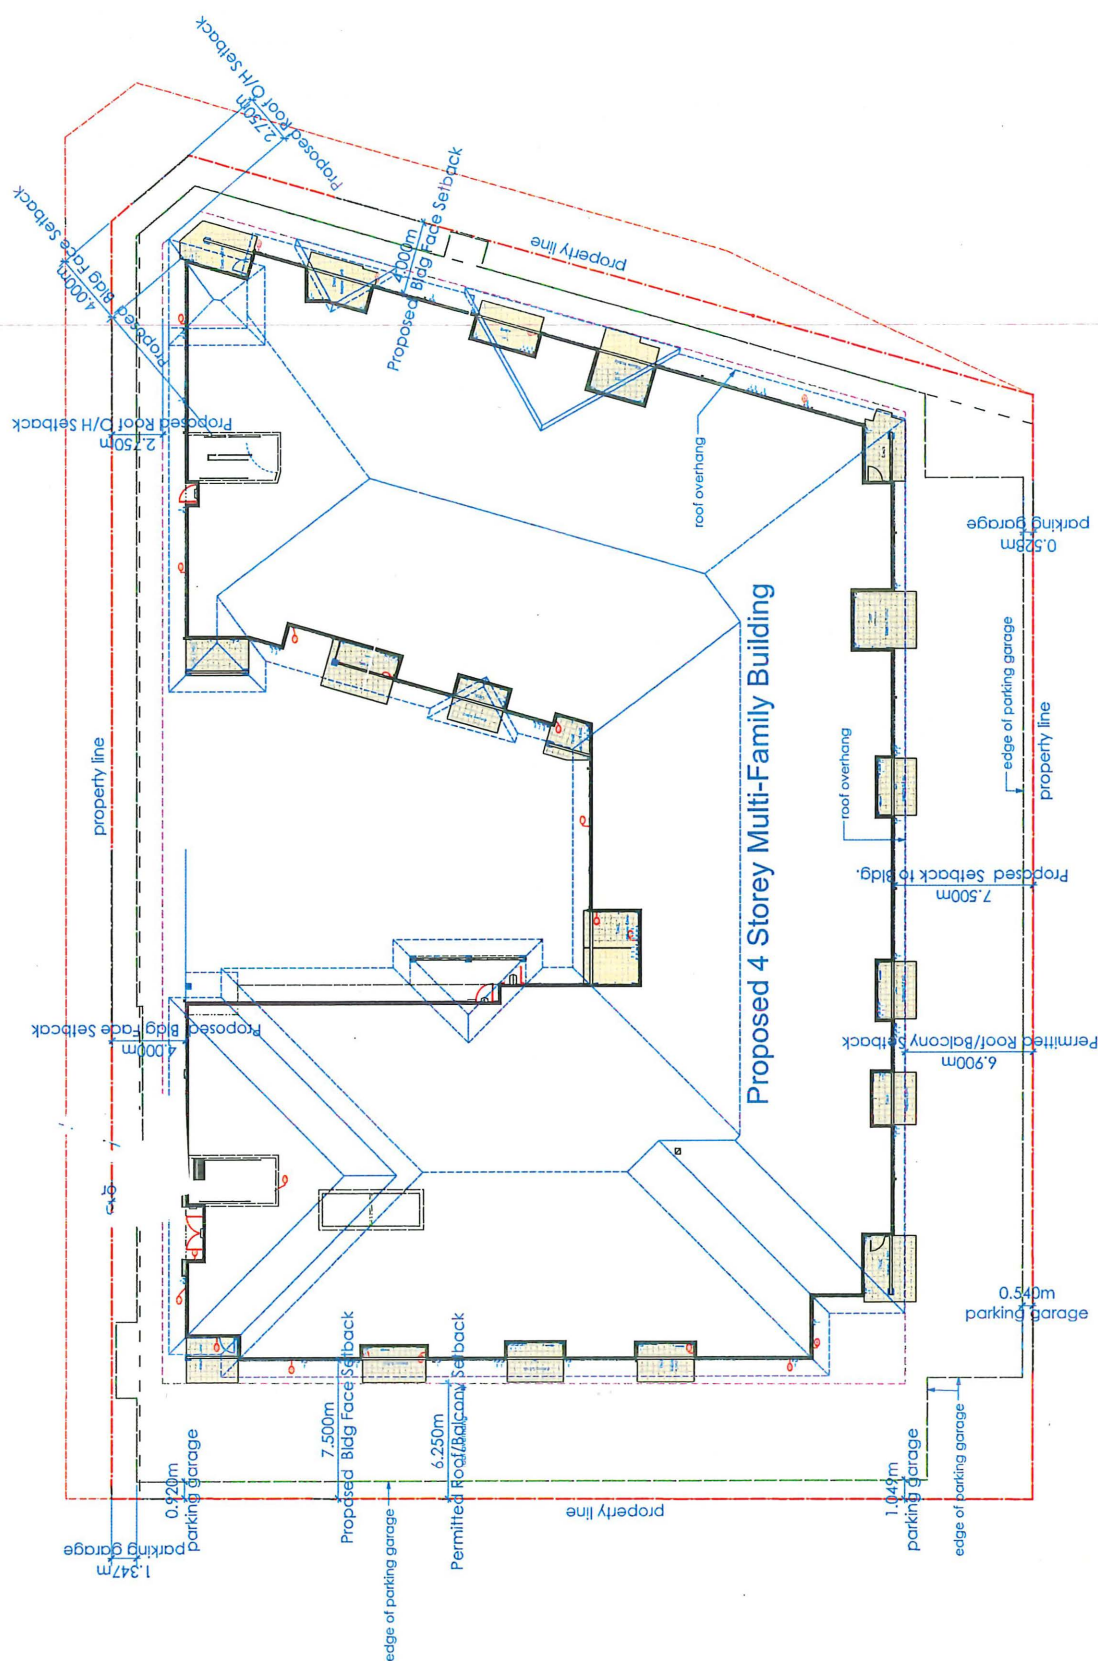 Proposed Roof O/H Setback
2.750m
4.000m
Proposed Bldg Face Setback
4.000m
Proposed Bldg Face Setback
property line
Proposed Roof O/H Setback
2.750m
roof overhang
parking garage
0.528m
edge of parking garage
property line
property line
Proposed 4 Storey Multi-Family Building
roof overhang
Proposed Setback to Bldg.
7.500m
Proposed Bldg Face Setbcak
4.000m
Permitted Roof/Balcony Setback
6.900m
0.540m
parking garage
7.500m
Proposed Bldg Face Setback
6.250m
Permitted Roof/Balcony Setback
0.920m
parking garage
parking garage
1.347m
edge of parking garage
property line
1.049m
parking garage
edge of parking garage